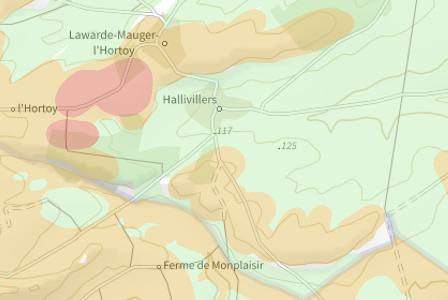 Lawarde-Mauger-
l'Hortoy
Hallivillers
l'Hortoy
117
125
Ferme de Monplaisir